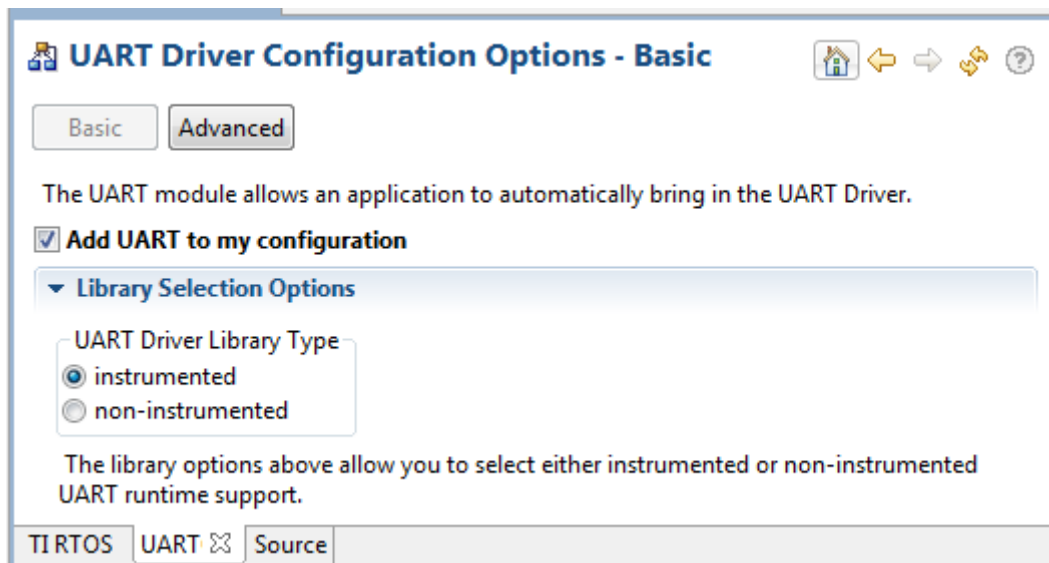 UART Driver Configuration Options - Basic
Basic Advanced
The UART module allows an application to automatically bring in the UART Driver.
Add UART to my configuration
Library Selection Options
UART Driver Library Type
instrumented
non-instrumented
The library options above allow you to select either instrumented or non-instrumented
UART runtime support.
TI RTOS UART Source